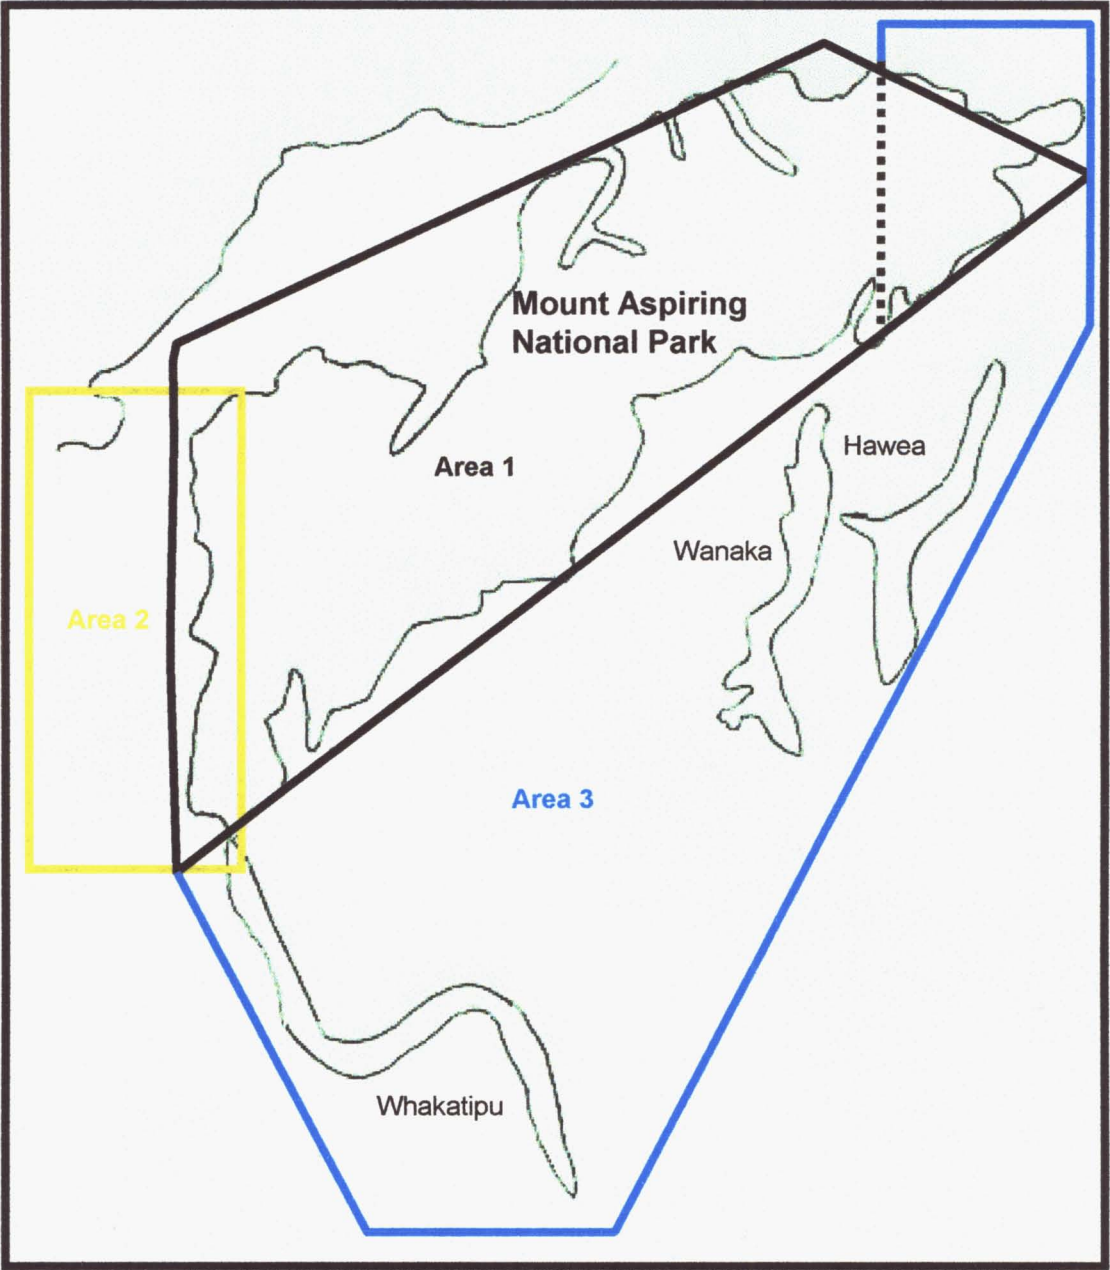 Mount Aspiring
National Park
Hawea
Area 1
Wanaka
Area 2
Area 3
Whakatipu